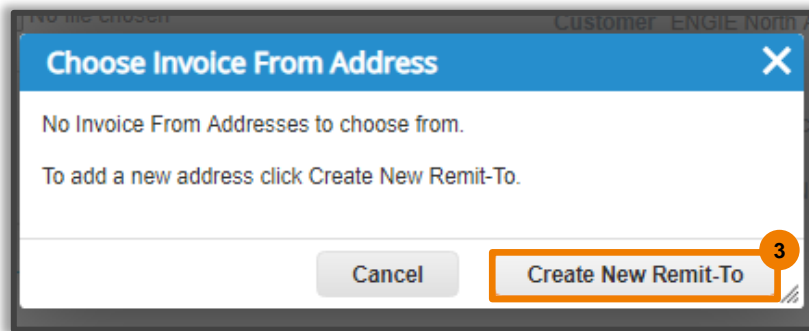 No file chosen
Customer ENGIE North A
Choose Invoice From Address
No Invoice From Addresses to choose from.
To add a new address click Create New Remit-To.
3
Cancel
Create New Remit-To